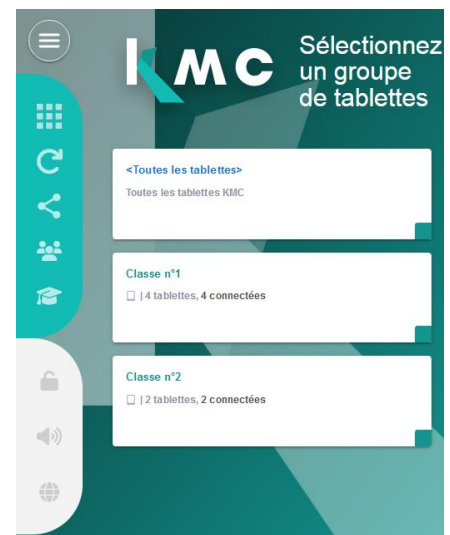 KMC
Sélectionnez
un groupe
de tablettes
<Toutes les tablettes>
Toutes les tablettes KMC
Classe n°1
| 4 tablettes, 4 connectées
Classe n°2
| 2 tablettes, 2 connectées